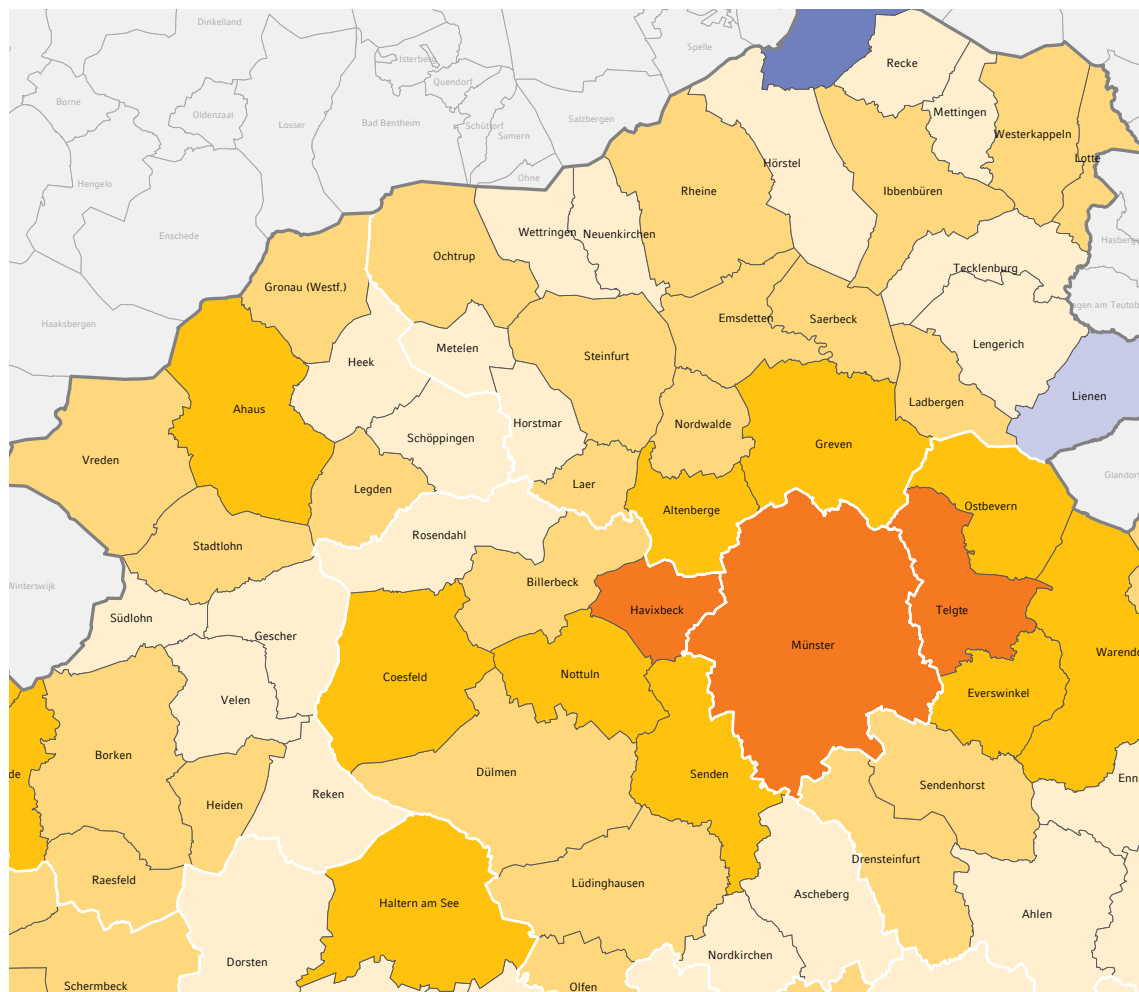 Dinkelland
Spelle
Isterberg
Recke
Quendorf
Borne
Oldenzaal
Losser
Bad Bentheim
Schüttorf
Salzbergen
Samern
Mettingen
Westerkappeln
Lotte
Hörstel
Ohne
Hengelo
Rheine
Ibbenbüren
Enschede
Wettringen
Neuenkirchen
Hasberge
Ochtrup
Tecklenburg
Gronau (Westf.)
Haaksbergen
Emsdetten
Saerbeck
Lengerich
Metelen
Steinfurt
Heek
Lienen
Ahaus
Ladbergen
Horstmar
Nordwalde
Schöppingen
Greven
Vreden
Glandorf
Legden
Laer
Ostbevern
Altenberge
Rosendahl
Stadtlohn
Winterswijk
Billerbeck
Havixbeck
Telgte
Südlohn
Gescher
Münster
Warendo
Coesfeld
Nottuln
Everswinkel
Velen
Borken
de
Dülmen
Senden
Enn
Sendenhorst
Reken
Heiden
Drensteinfurt
Raesfeld
Lüdinghausen
Ascheberg
Haltern am See
Ahlen
Nordkirchen
Dorsten
Schermbeck
Olfen